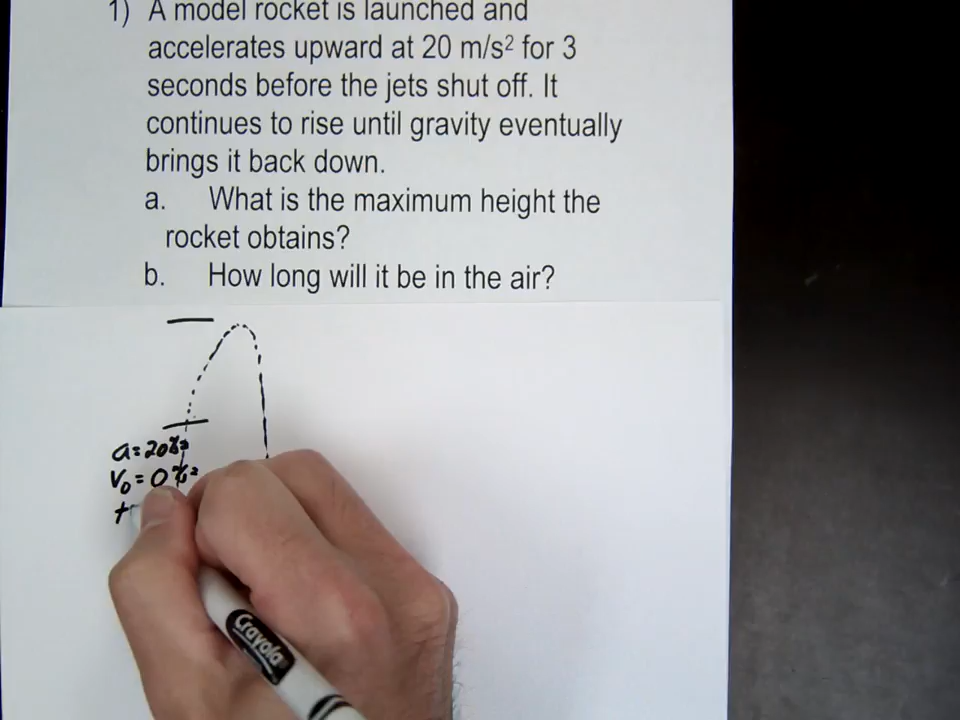 1) A model rocket is launched and
accelerates upward at 20 m/s² for 3
seconds before the jets shut off. It
continues to rise until gravity eventually
brings it back down.
a. What is the maximum height the
rocket obtains?
b. How long will it be in the air?
a = 20 m/s²
V₀ = 0 m/s²
t
Crayola